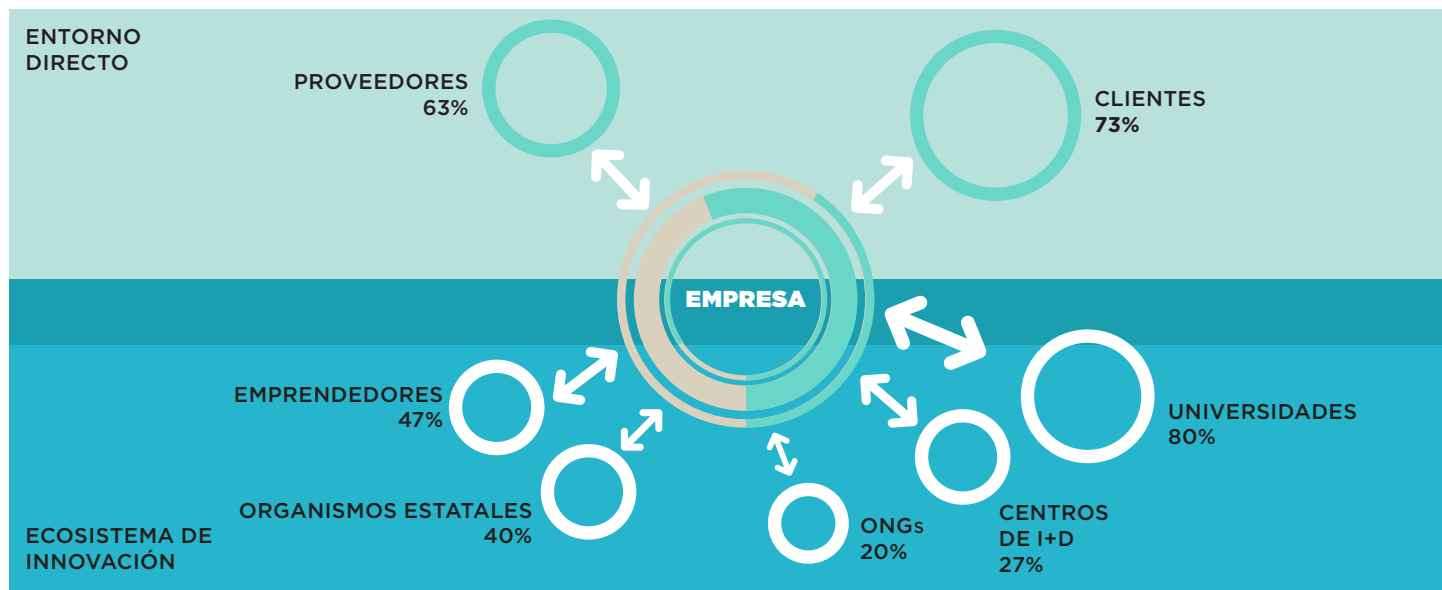 ENTORNO
DIRECTO
PROVEEDORES
63%
CLIENTES
73%
EMPRESA
EMPRENDEDORES
47%
UNIVERSIDADES
80%
ORGANISMOS ESTATALES
40%
ONGs
20%
CENTROS
DE I+D
27%
ECOSISTEMA DE
INNOVACIÓN